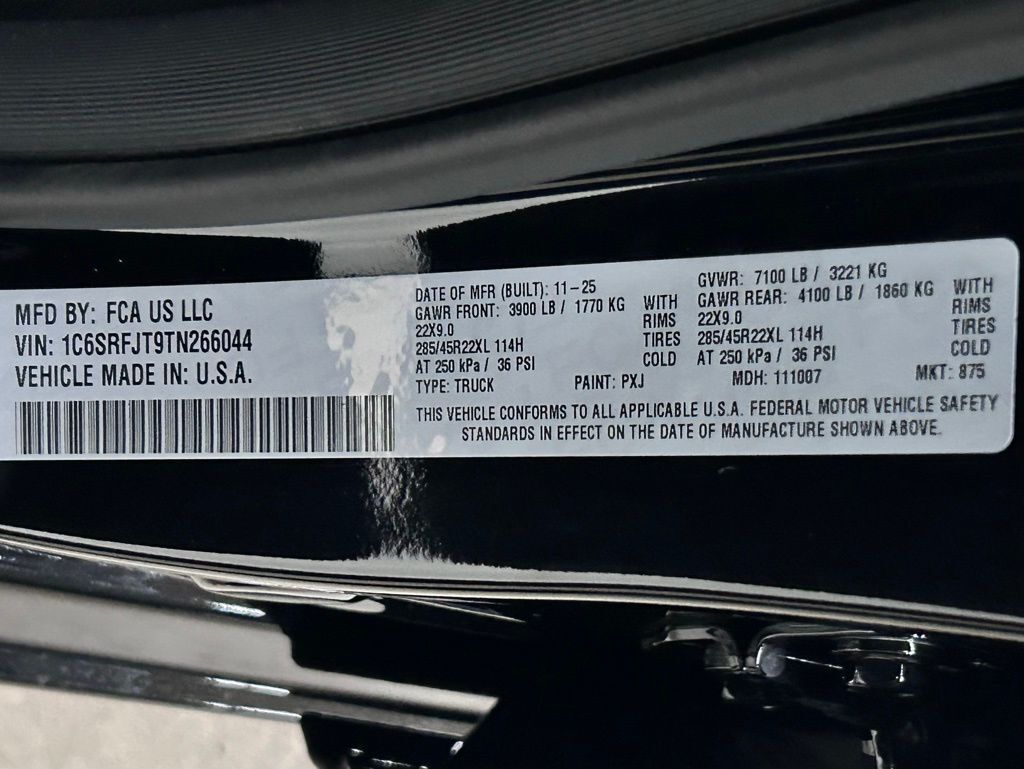 MFD BY: FCA US LLC
VIN: 1C6SRFJT9TN266044
VEHICLE MADE IN: U.S.A.
DATE OF MFR (BUILT): 11-25
GAWR FRONT: 3900 LB / 1770 KG WITH
22X9.0 RIMS
285/45R22XL 114H TIRES
AT 250 kPa / 36 PSI COLD
GVWR: 7100 LB / 3221 KG
GAWR REAR: 4100 LB / 1860 KG WITH
22X9.0 RIMS
285/45R22XL 114H TIRES
AT 250 kPa / 36 PSI COLD
TYPE: TRUCK PAINT: PXJ MDH: 111007 MKT: 875
THIS VEHICLE CONFORMS TO ALL APPLICABLE U.S.A. FEDERAL MOTOR VEHICLE SAFETY
STANDARDS IN EFFECT ON THE DATE OF MANUFACTURE SHOWN ABOVE.